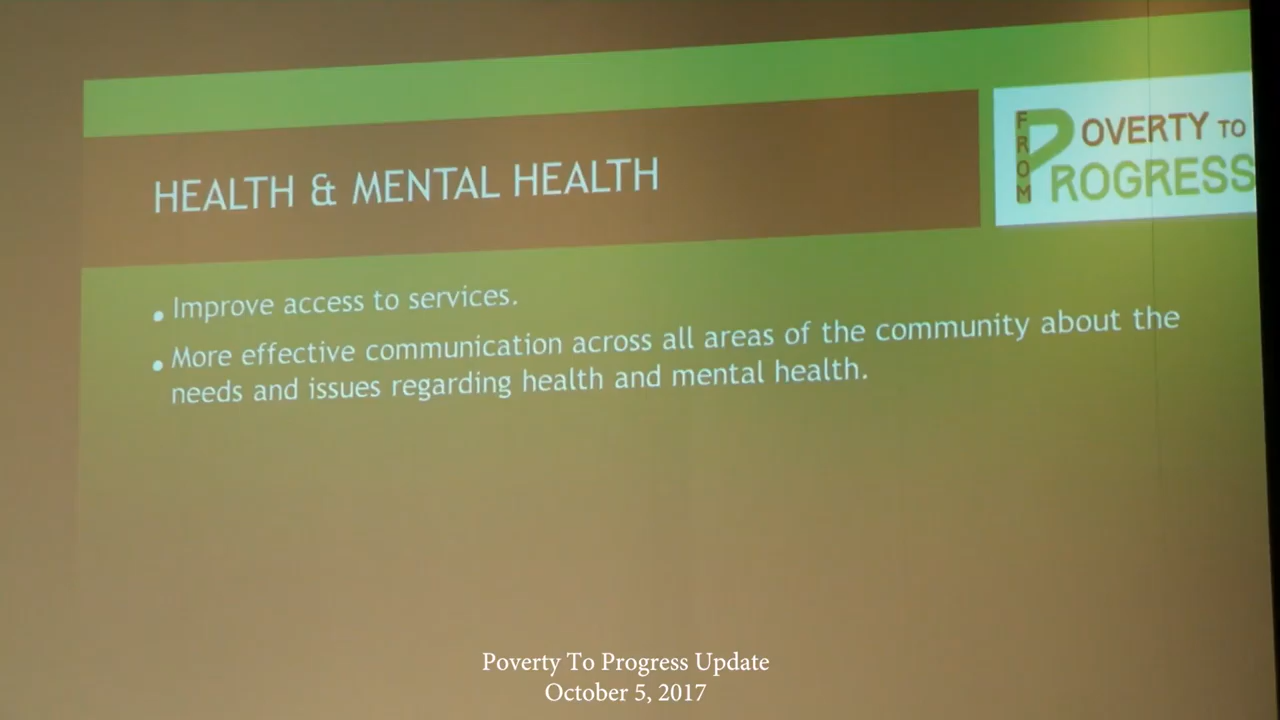 HEALTH & MENTAL HEALTH
FROM
POVERTY TO
PROGRESS
• Improve access to services.
• More effective communication across all areas of the community about the
needs and issues regarding health and mental health.
Poverty To Progress Update
October 5, 2017